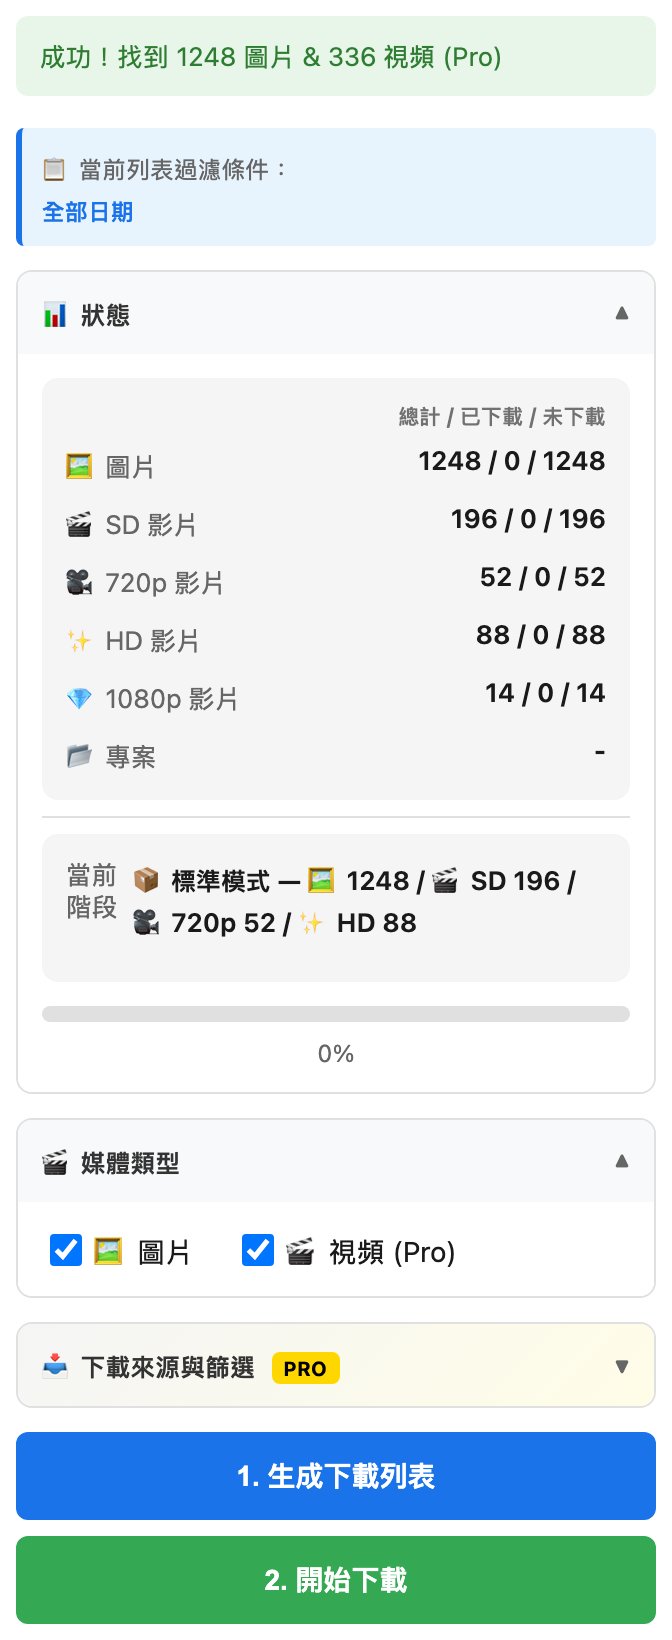 成功！找到 1248 圖片 & 336 視頻 (Pro)
當前列表過濾條件：
全部日期
狀態
總計 / 已下載 / 未下載
圖片 1248 / 0 / 1248
SD 影片 196 / 0 / 196
720p 影片 52 / 0 / 52
HD 影片 88 / 0 / 88
1080p 影片 14 / 0 / 14
專案 -
當前階段
標準模式 — 1248 / SD 196 /
720p 52 / HD 88
0%
媒體類型
圖片 視頻 (Pro)
下載來源與篩選 PRO
1. 生成下載列表
2. 開始下載